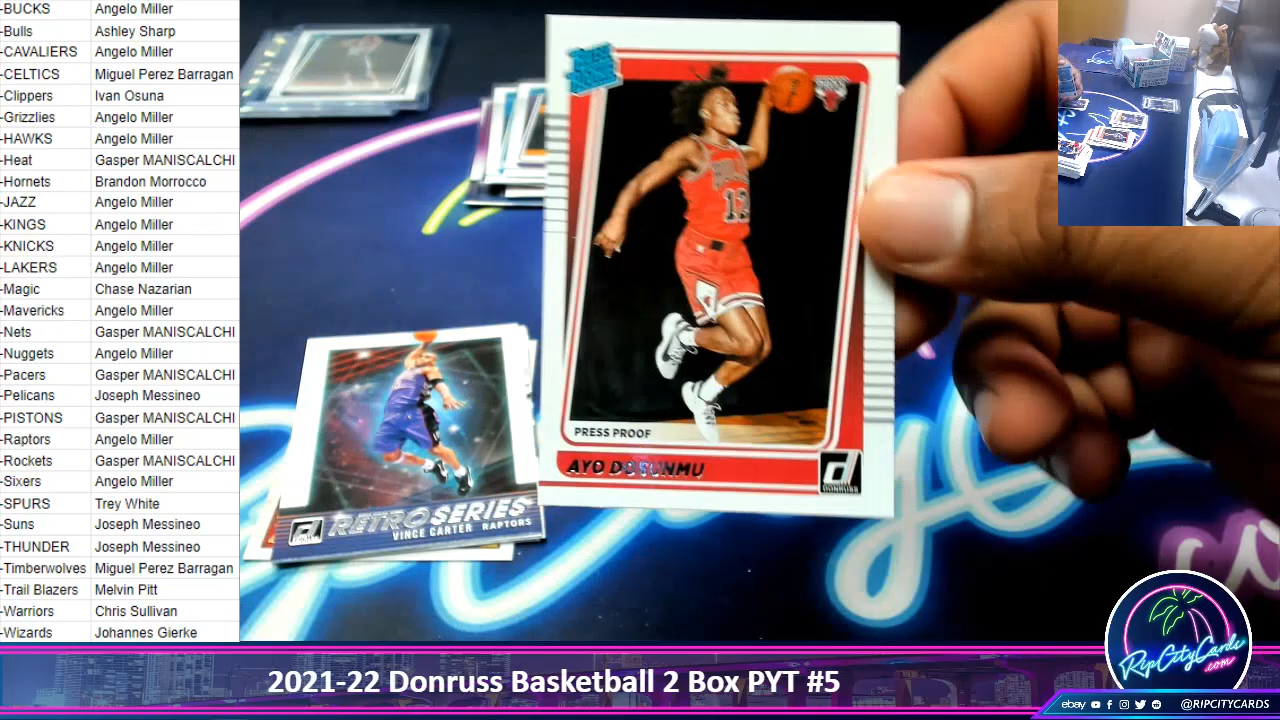 -BUCKS Angelo Miller
-Bulls Ashley Sharp
-CAVALIERS Angelo Miller
-CELTICS Miguel Perez Barragan
-Clippers Ivan Osuna
-Grizzlies Angelo Miller
-HAWKS Angelo Miller
-Heat Gasper MANISCALCHI
-Hornets Brandon Morrocco
-JAZZ Angelo Miller
-KINGS Angelo Miller
-KNICKS Angelo Miller
-LAKERS Angelo Miller
-Magic Chase Nazarian
-Mavericks Angelo Miller
-Nets Gasper MANISCALCHI
-Nuggets Angelo Miller
-Pacers Gasper MANISCALCHI
-Pelicans Joseph Messineo
-PISTONS Gasper MANISCALCHI
-Raptors Angelo Miller
-Rockets Gasper MANISCALCHI
-Sixers Angelo Miller
-SPURS Trey White
-Suns Joseph Messineo
-THUNDER Joseph Messineo
-Timberwolves Miguel Perez Barragan
-Trail Blazers Melvin Pitt
-Warriors Chris Sullivan
-Wizards Johannes Gierke
BULLS
12
PRESS PROOF
AYO DOSUNMU
DONRUSS
RETRO SERIES
VINCE CARTER RAPTORS
2021-22 Donruss Basketball 2 Box PYT #5
RipCityCards
.com
ebay @RIPCITYCARDS